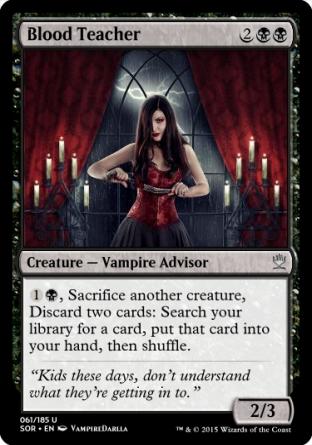 Blood Teacher 2
Creature — Vampire Advisor
1, Sacrifice another creature,
Discard two cards: Search your
library for a card, put that card into
your hand, then shuffle.
“Kids these days, don't understand
what they're getting in to.”
2/3
061/185 U
SOR • EN VampireDarlla ™ & © 2015 Wizards of the Coast